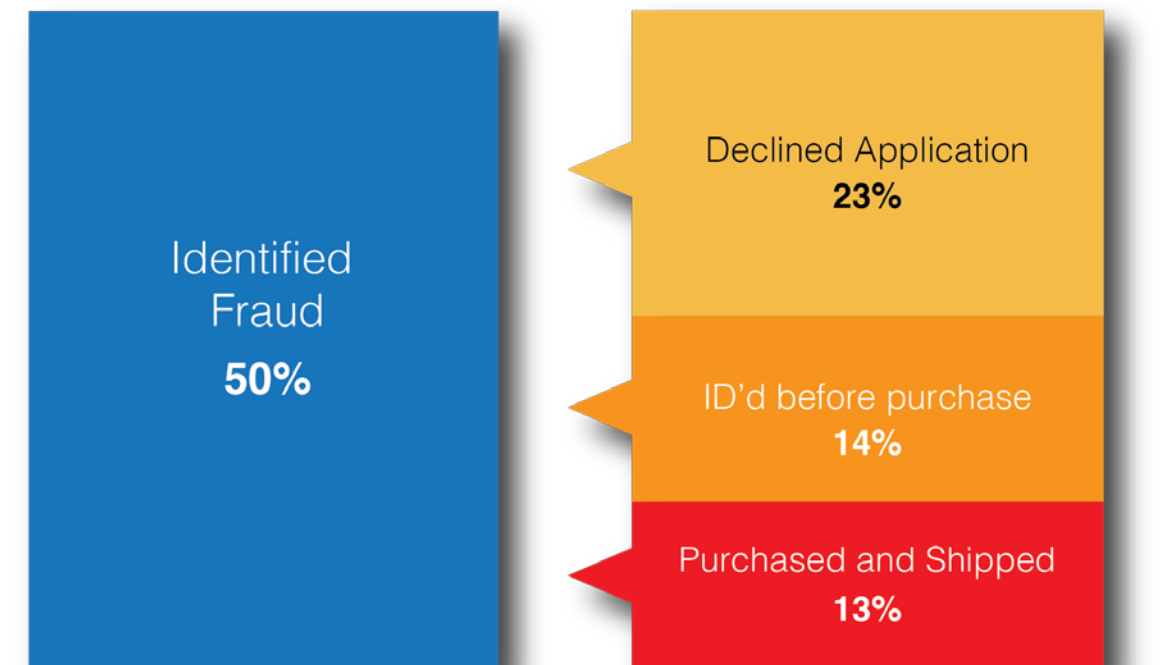 Identified
Fraud
50%
Declined Application
23%
ID’d before purchase
14%
Purchased and Shipped
13%